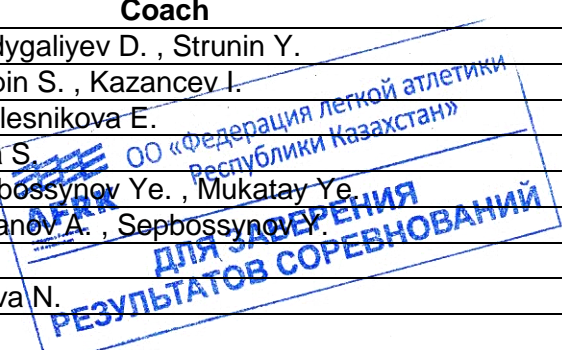 Coach
dygaliyev D. , Strunin Y.
oin S. , Kazancev I.
lesnikova E.
S.
bossynov Ye. , Mukatay Ye.
anov A. , Sepbossynov Y.
va N.
ОО «Федерация легкой атлетики
Республики Казахстан»
AFRK
ДЛЯ ЗАВЕРЕНИЯ
РЕЗУЛЬТАТОВ СОРЕВНОВАНИЙ